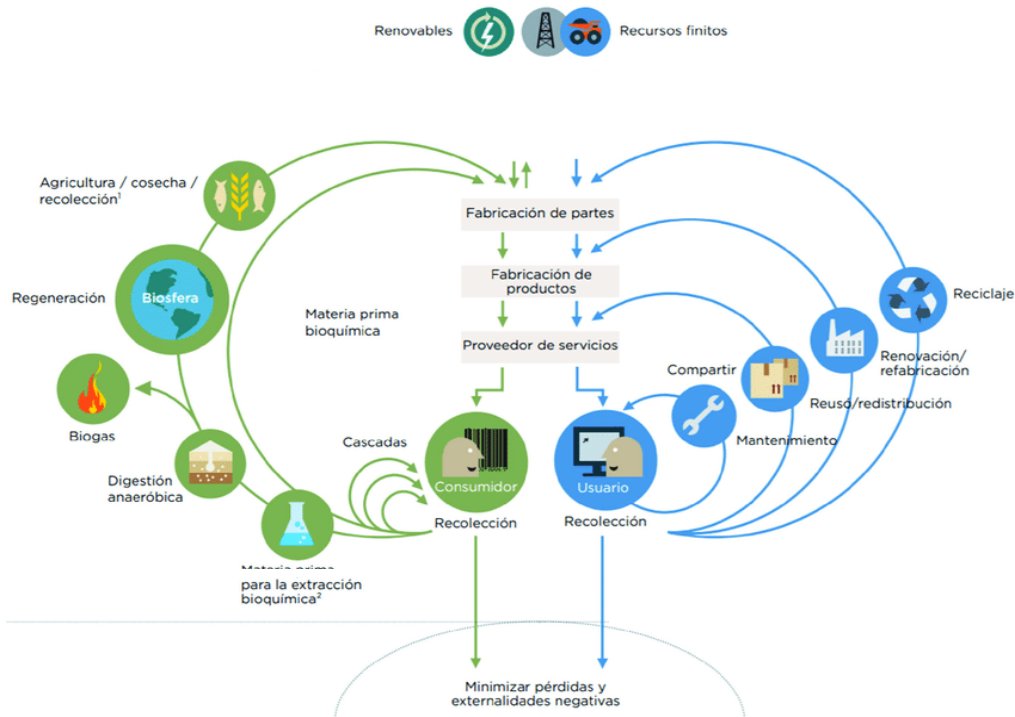 Renovables
Recursos finitos
Agricultura / cosecha /
recolección¹
Fabricación de partes
Regeneración
Biosfera
Fabricación de
productos
Reciclaje
Materia prima
bioquímica
Proveedor de servicios
Renovación/
refabricación
Compartir
Reuso/redistribución
Biogas
Cascadas
Mantenimiento
Digestión
anaeróbica
Consumidor
Usuario
Recolección
Recolección
Materia prima
para la extracción
bioquímica²
Minimizar pérdidas y
externalidades negativas